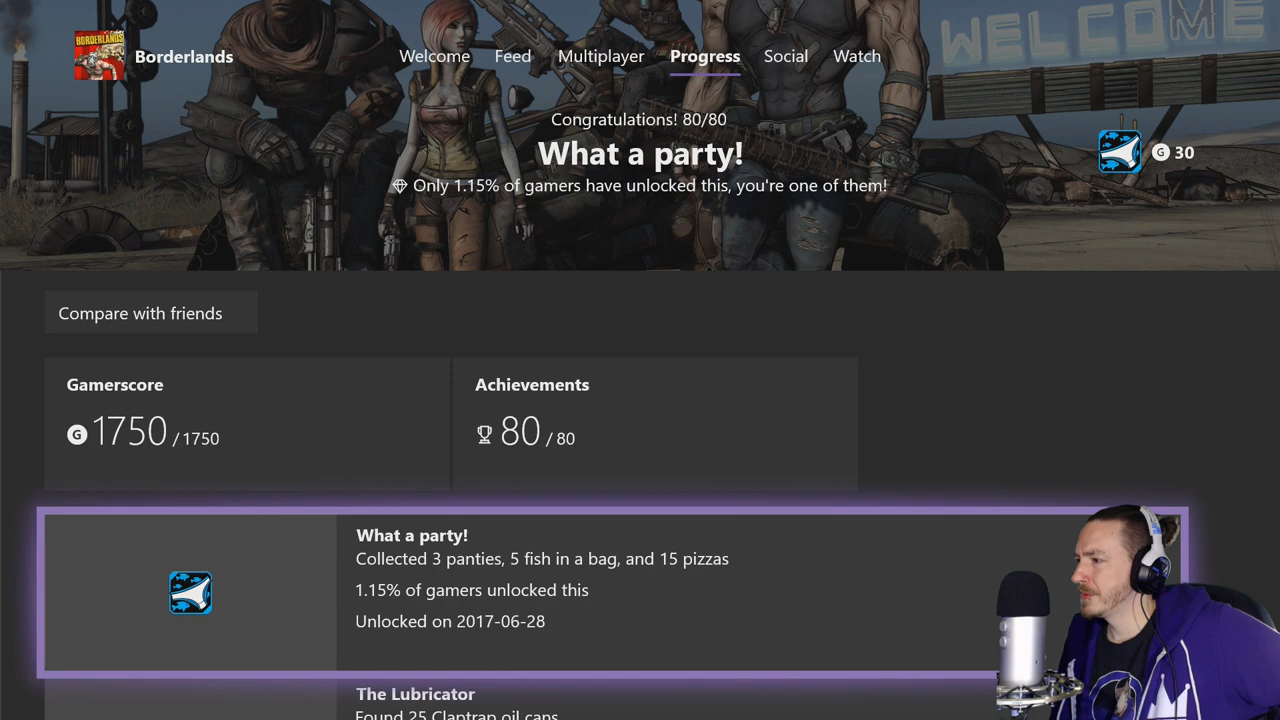 WELCOME
BORDERLANDS
Borderlands
Welcome
Feed
Multiplayer
Progress
Social
Watch
Congratulations! 80/80
What a party!
Only 1.15% of gamers have unlocked this, you're one of them!
G 30
Compare with friends
Gamerscore
G 1750 / 1750
Achievements
80 / 80
What a party!
Collected 3 panties, 5 fish in a bag, and 15 pizzas
1.15% of gamers unlocked this
Unlocked on 2017-06-28
The Lubricator
Found 25 Claptrap oil cans